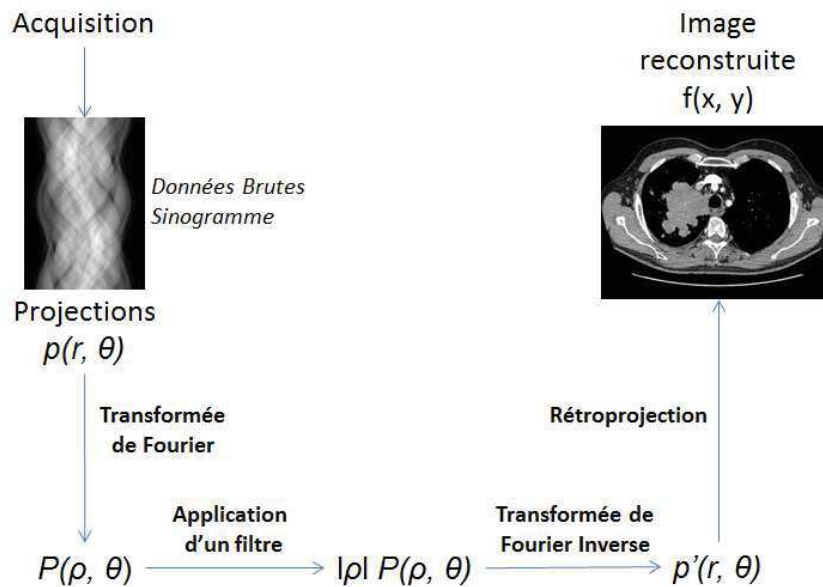 Acquisition
Données Brutes
Sinogramme
Projections
p(r, θ)
Transformée
de Fourier
P(ρ, θ)
Application
d’un filtre
|ρ| P(ρ, θ)
Transformée de
Fourier Inverse
p’(r, θ)
Rétroprojection
Image
reconstruite
f(x, y)